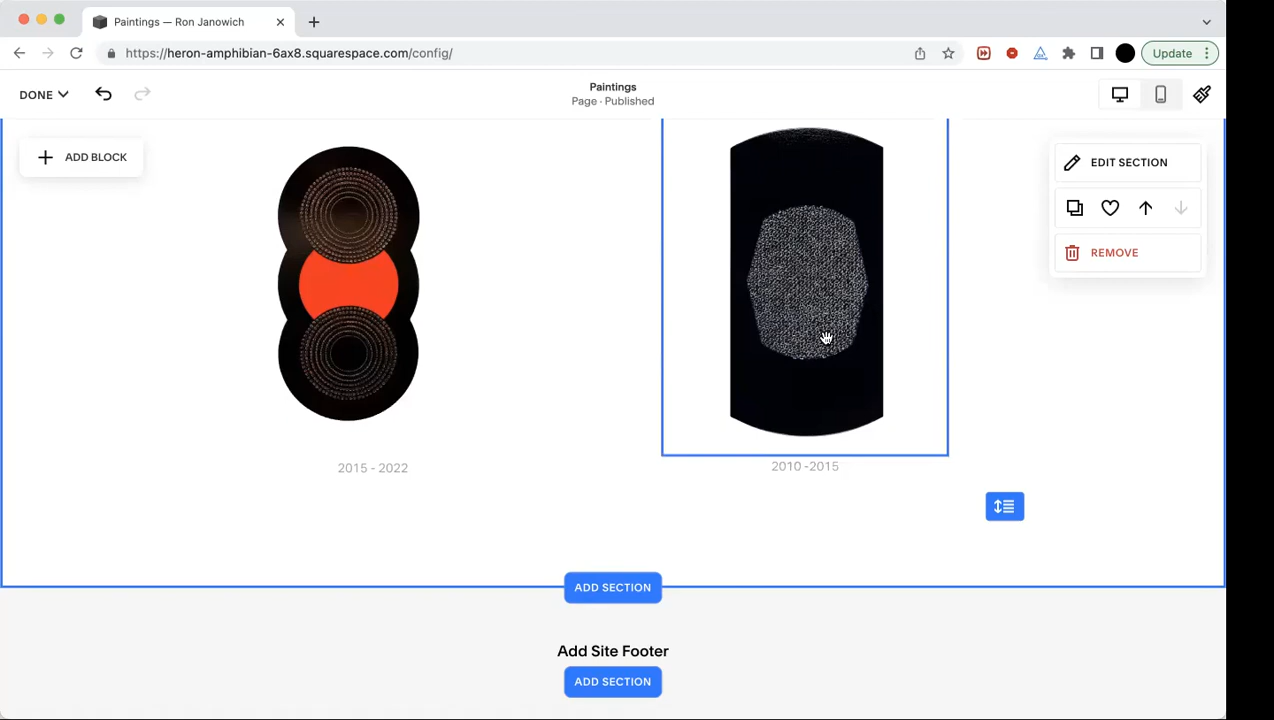 Paintings — Ron Janowich
https://heron-amphibian-6ax8.squarespace.com/config/
Update
DONE
Paintings
Page · Published
ADD BLOCK
EDIT SECTION
REMOVE
2015 - 2022
2010 -2015
ADD SECTION
Add Site Footer
ADD SECTION